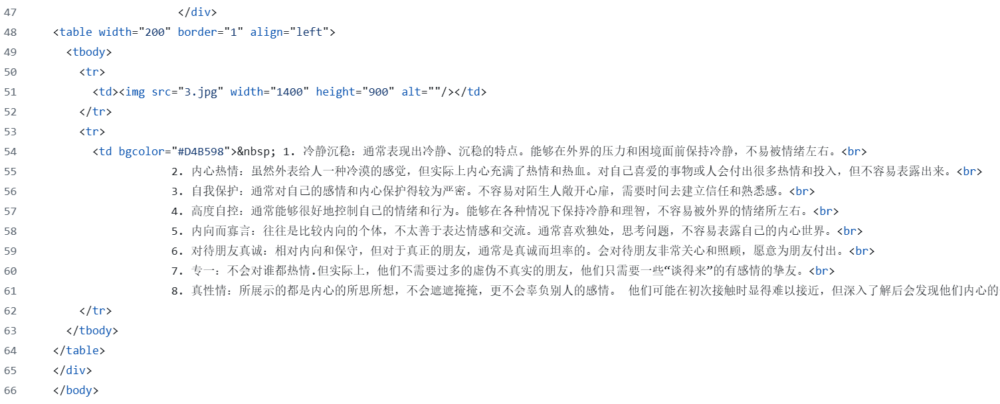 47 </div>
48 <table width="200" border="1" align="left">
49 <tbody>
50 <tr>
51 <td><img src="3.jpg" width="1400" height="900" alt=""/></td>
52 </tr>
53 <tr>
54 <td bgcolor="#D4B598">&nbsp; 1. 冷静沉稳：通常表现出冷静、沉稳的特点。能够在外界的压力和困境面前保持冷静，不易被情绪左右。<br>
55 2. 内心热情：虽然外表给人一种冷漠的感觉，但实际上内心充满了热情和热血。对自己喜爱的事物或人会付出很多热情和投入，但不容易表露出来。<br>
56 3. 自我保护：通常对自己的感情和内心保护得较为严密。不容易对陌生人敞开心扉，需要时间去建立信任和熟悉感。<br>
57 4. 高度自控：通常能够很好地控制自己的情绪和行为。能够在各种情况下保持冷静和理智，不容易被外界的情绪所左右。<br>
58 5. 内向而寡言：往往是比较内向的个体，不太善于表达情感和交流。通常喜欢独处，思考问题，不容易表露自己的内心世界。<br>
59 6. 对待朋友真诚：相对内向和保守，但对于真正的朋友，通常是真诚而坦率的。会对待朋友非常关心和照顾，愿意为朋友付出。<br>
60 7. 专一：不会对谁都热情.但实际上，他们不需要过多的虚伪不真实的朋友，他们只需要一些“谈得来”的有感情的挚友。<br>
61 8. 真性情：所展示的都是内心的所思所想，不会遮遮掩掩，更不会辜负别人的感情。 他们可能在初次接触时显得难以接近，但深入了解后会发现他们内心的
62 </tr>
63 </tbody>
64 </table>
65 </div>
66 </body>